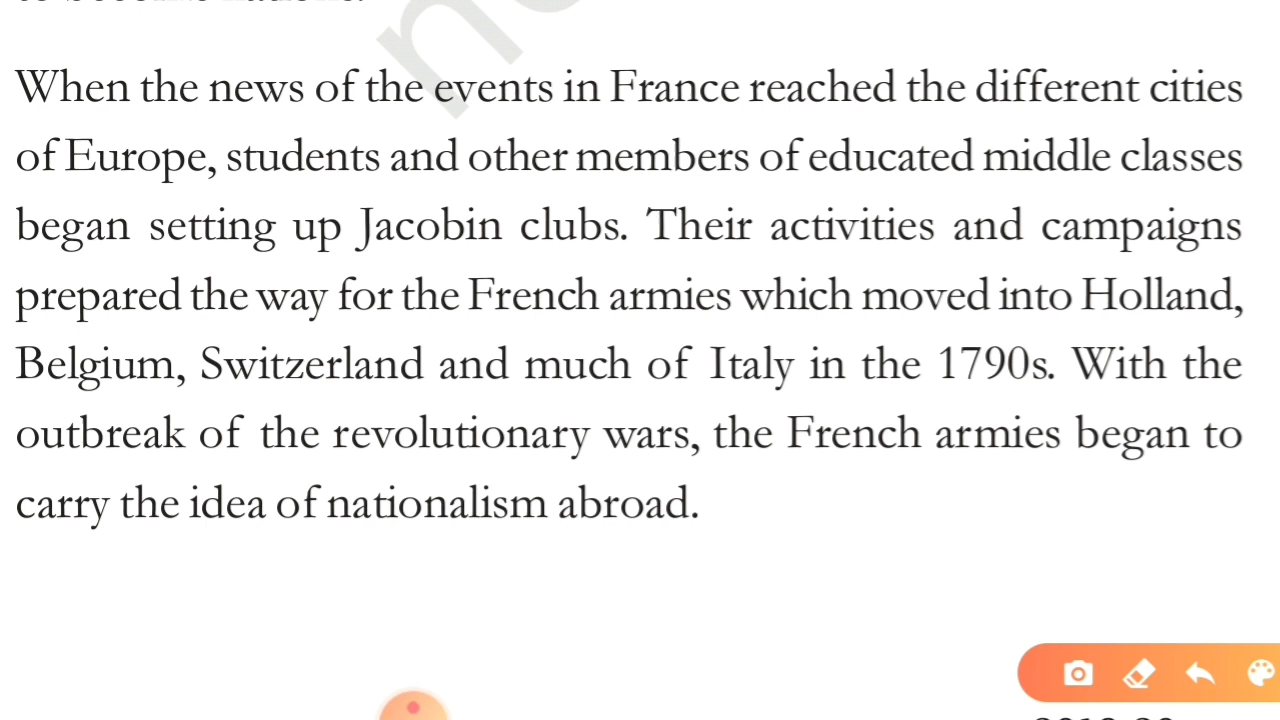 When the news of the events in France reached the different cities
of Europe, students and other members of educated middle classes
began setting up Jacobin clubs. Their activities and campaigns
prepared the way for the French armies which moved into Holland,
Belgium, Switzerland and much of Italy in the 1790s. With the
outbreak of the revolutionary wars, the French armies began to
carry the idea of nationalism abroad.